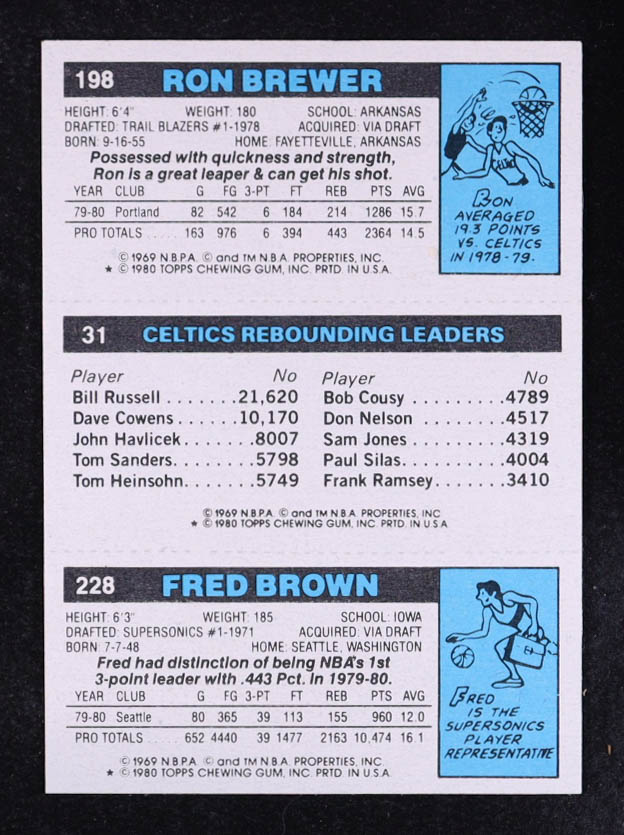 198 RON BREWER
HEIGHT: 6'4" WEIGHT: 180 SCHOOL: ARKANSAS
DRAFTED: TRAIL BLAZERS #1-1978 ACQUIRED: VIA DRAFT
BORN: 9-16-55 HOME: FAYETTEVILLE, ARKANSAS
Possessed with quickness and strength,
Ron is a great leaper & can get his shot.
YEAR CLUB G FG 3-PT FT REB PTS AVG
79-80 Portland 82 542 6 184 214 1286 15.7
PRO TOTALS ..... 163 976 6 394 443 2364 14.5
© 1969 N.B.P.A. © and TM N.B.A. PROPERTIES, INC.
★ © 1980 TOPPS CHEWING GUM, INC. PRTD. IN U.S.A.
CELTICS
RON
AVERAGED
19.3 POINTS
VS. CELTICS
IN 1978-79.
31 CELTICS REBOUNDING LEADERS
Player No
Bill Russell . . . . . . . .21,620
Dave Cowens . . . . . . .10,170
John Havlicek. . . . . . . .8007
Tom Sanders. . . . . . . . .5798
Tom Heinsohn. . . . . . . .5749
Player No
Bob Cousy . . . . . . . . . .4789
Don Nelson . . . . . . . . .4517
Sam Jones . . . . . . . . . .4319
Paul Silas. . . . . . . . . . .4004
Frank Ramsey. . . . . . . .3410
© 1969 N.B.P.A. © and TM N.B.A. PROPERTIES, INC
★ © 1980 TOPPS CHEWING GUM, INC. PRTD. IN U.S.A
228 FRED BROWN
HEIGHT: 6'3" WEIGHT: 185 SCHOOL: IOWA
DRAFTED: SUPERSONICS #1-1971 ACQUIRED: VIA DRAFT
BORN: 7-7-48 HOME: SEATTLE, WASHINGTON
Fred had distinction of being NBA's 1st
3-point leader with .443 Pct. in 1979-80.
YEAR CLUB G FG 3-PT FT REB PTS AVG
79-80 Seattle 80 365 39 113 155 960 12.0
PRO TOTALS ..... 652 4440 39 1477 2163 10,474 16.1
© 1969 N.B.P.A. © and TM N.B.A. PROPERTIES, INC.
★ © 1980 TOPPS CHEWING GUM, INC. PRTD. IN U.S.A.
FRED
IS THE
SUPERSONICS
PLAYER
REPRESENTATIVE